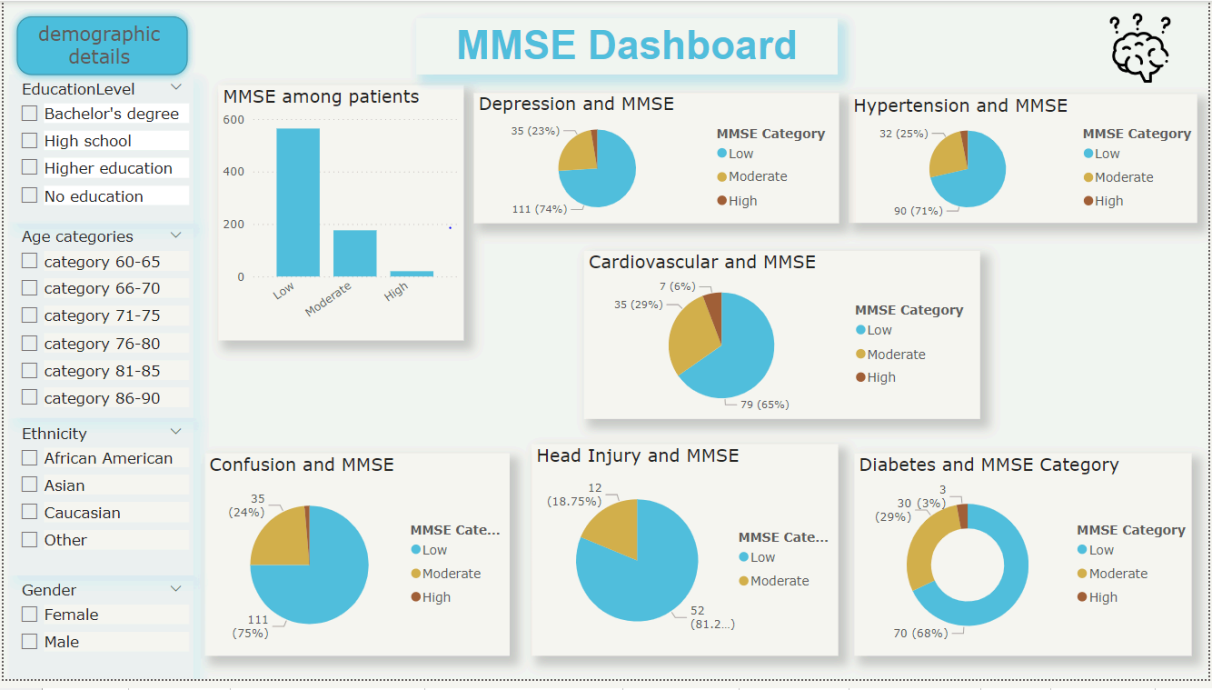 demographic
details
MMSE Dashboard
? ? ?
EducationLevel
Bachelor's degree
High school
Higher education
No education
Age categories
category 60-65
category 66-70
category 71-75
category 76-80
category 81-85
category 86-90
Ethnicity
African American
Asian
Caucasian
Other
Gender
Female
Male
MMSE among patients
600
400
200
0
Low
Moderate
High
Depression and MMSE
35 (23%)
111 (74%)
MMSE Category
Low
Moderate
High
Hypertension and MMSE
32 (25%)
90 (71%)
MMSE Category
Low
Moderate
High
Cardiovascular and MMSE
7 (6%)
35 (29%)
79 (65%)
MMSE Category
Low
Moderate
High
Confusion and MMSE
35
(24%)
111
(75%)
MMSE Cate...
Low
Moderate
High
Head Injury and MMSE
12
(18.75%)
52
(81.2...)
MMSE Cate...
Low
Moderate
Diabetes and MMSE Category
3
30 (3%)
(29%)
70 (68%)
MMSE Category
Low
Moderate
High